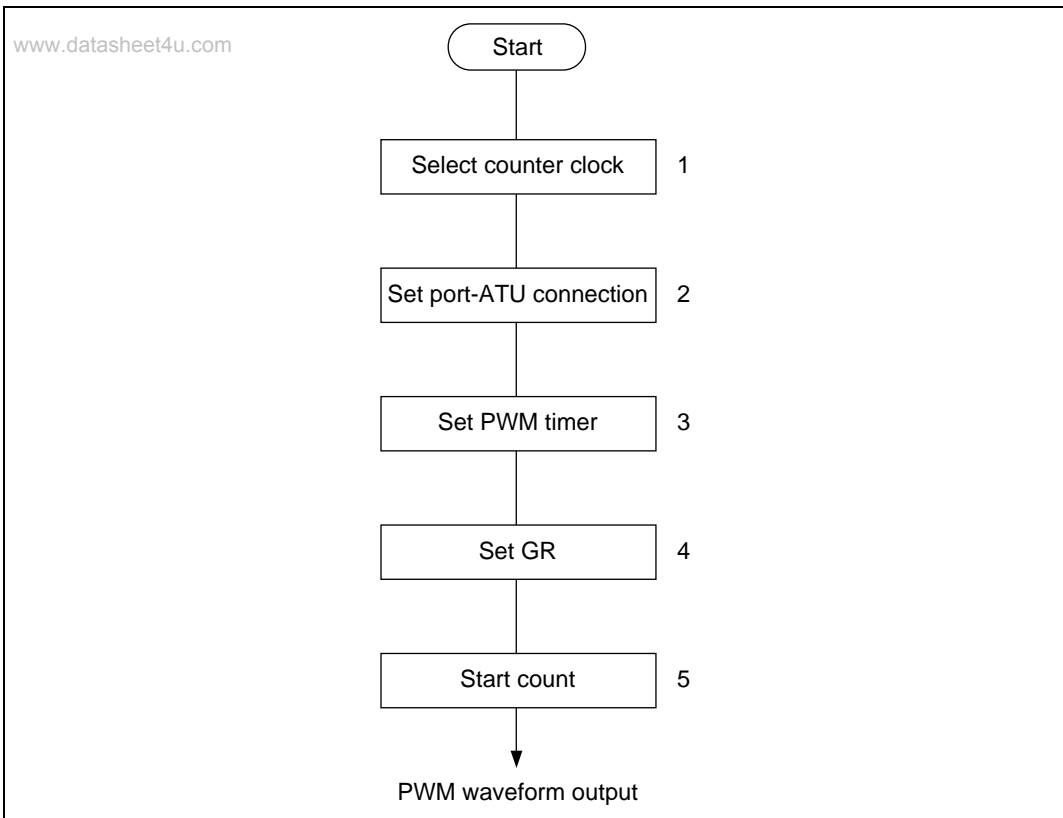 www.datasheet4u.com
Start
Select counter clock 1
Set port-ATU connection 2
Set PWM timer 3
Set GR 4
Start count 5
PWM waveform output